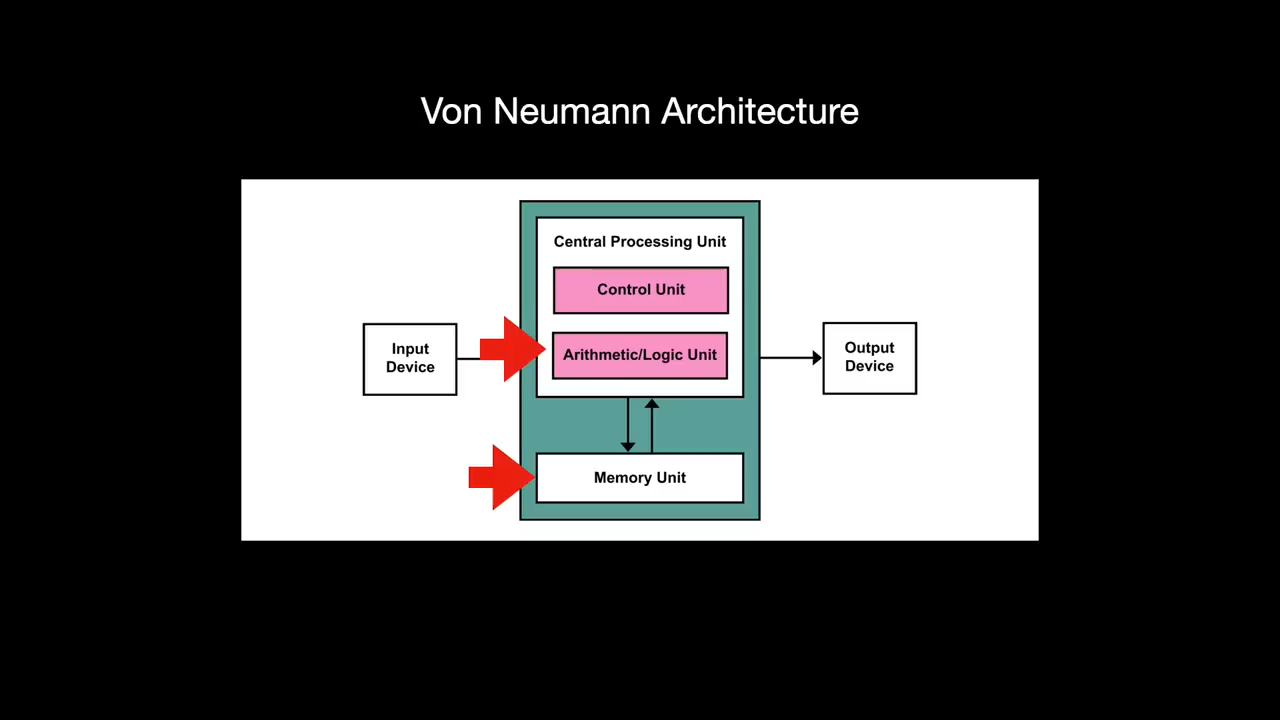 Von Neumann Architecture
Central Processing Unit
Control Unit
Input
Device
Arithmetic/Logic Unit
Output
Device
Memory Unit